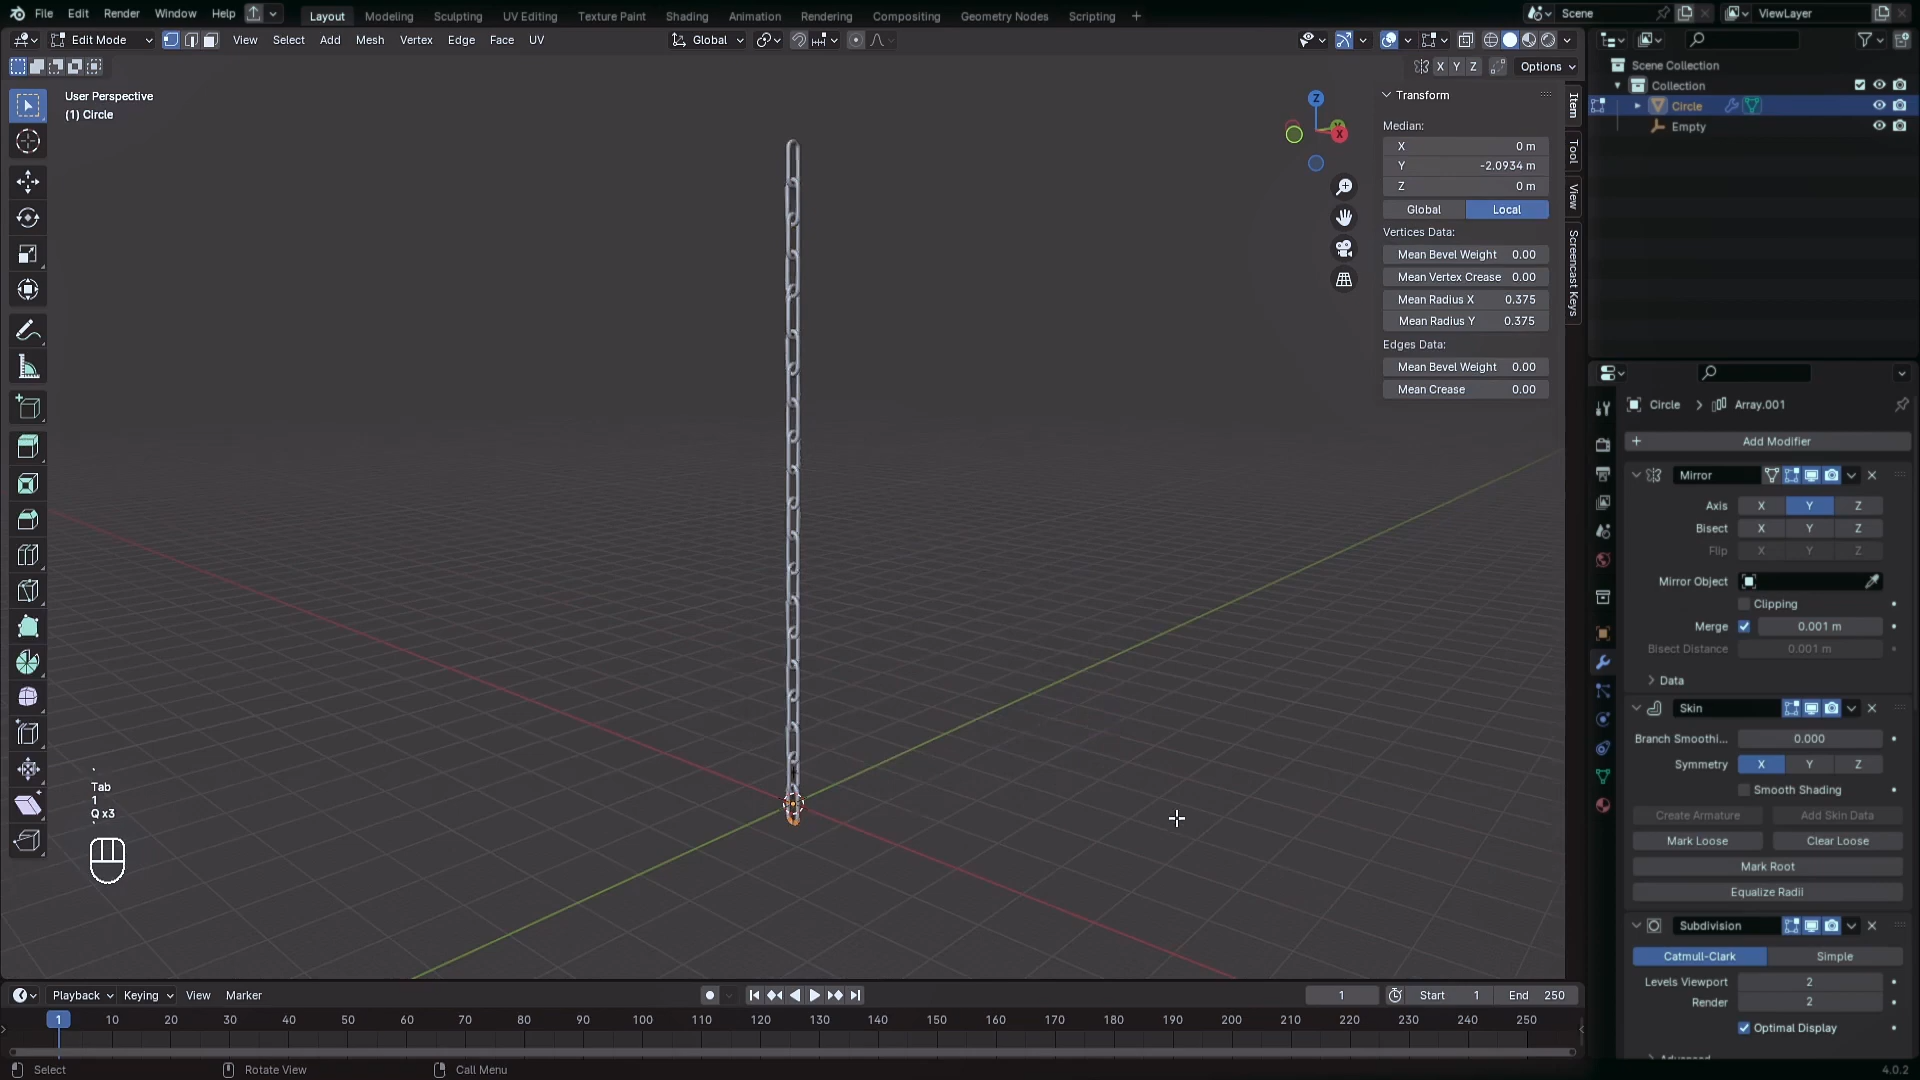 File Edit Render Window Help
Layout Modeling Sculpting UV Editing Texture Paint Shading Animation Rendering Compositing Geometry Nodes Scripting +
Scene
ViewLayer
Edit Mode
View Select Add Mesh Vertex Edge Face UV
Global
X Y Z
Options
User Perspective
(1) Circle
Z
X
Transform
Median:
X 0 m
Y -2.0934 m
Z 0 m
Global Local
Vertices Data:
Mean Bevel Weight 0.00
Mean Vertex Crease 0.00
Mean Radius X 0.375
Mean Radius Y 0.375
Edges Data:
Mean Bevel Weight 0.00
Mean Crease 0.00
Item
Tool
View
Screencast Keys
Scene Collection
Collection
Circle
Empty
Circle > Array.001
+ Add Modifier
Mirror
Axis X Y Z
Bisect X Y Z
Flip X Y Z
Mirror Object
Clipping
Merge 0.001 m
Bisect Distance 0.001 m
Data
Skin
Branch Smoothi... 0.000
Symmetry X Y Z
Smooth Shading
Create Armature Add Skin Data
Mark Loose Clear Loose
Mark Root
Equalize Radii
Subdivision
Catmull-Clark Simple
Levels Viewport 2
Render 2
Optimal Display
Advanced
`
Tab
1
Q x3
Playback Keying View Marker
1 Start 1 End 250
1 10 20 30 40 50 60 70 80 90 100 110 120 130 140 150 160 170 180 190 200 210 220 230 240 250
Select Rotate View Call Menu
4.0.2